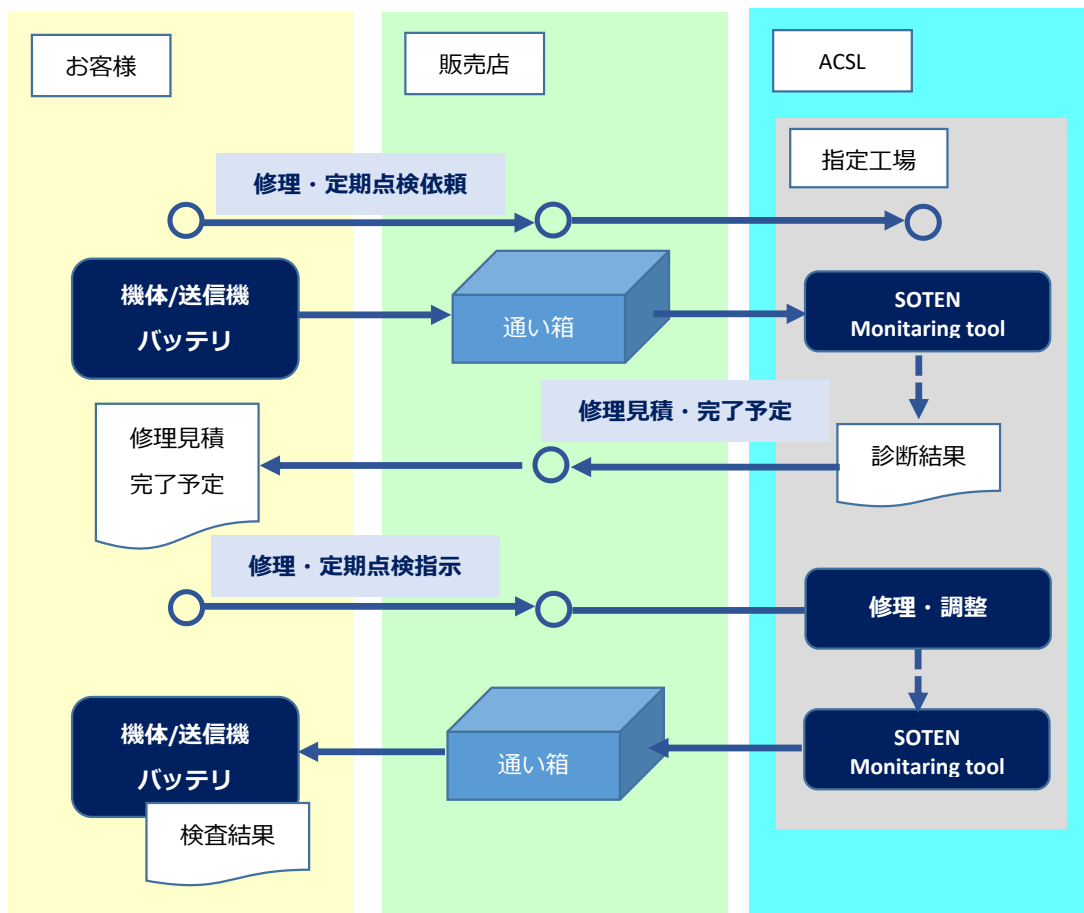 お客様
販売店
ACSL
指定工場
修理・定期点検依頼
機体/送信機
バッテリ
通い箱
SOTEN
Monitaring tool
修理見積・完了予定
修理見積
完了予定
診断結果
修理・定期点検指示
修理・調整
機体/送信機
バッテリ
検査結果
通い箱
SOTEN
Monitaring tool